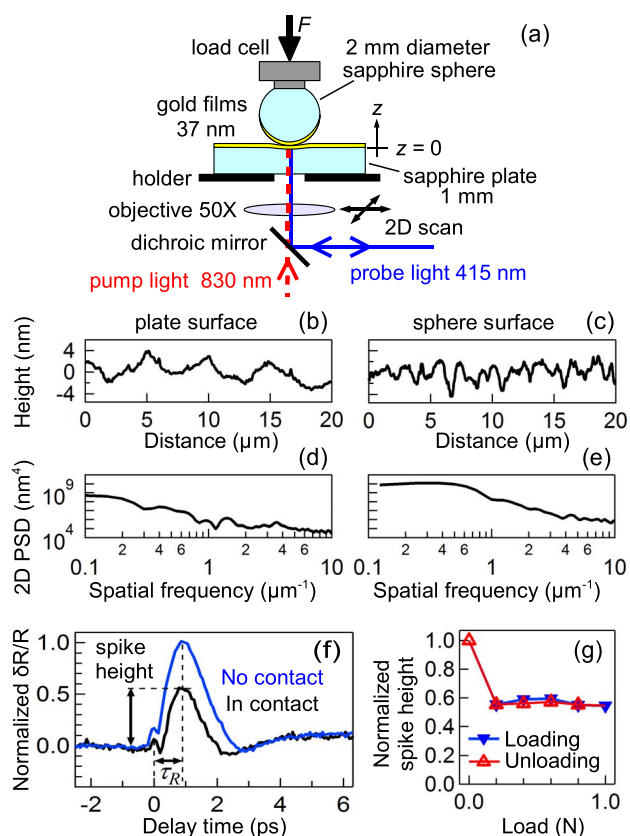 (a)
F
load cell
2 mm diameter
sapphire sphere
gold films
37 nm
z
z = 0
holder
sapphire plate
1 mm
objective 50X
2D scan
dichroic mirror
pump light 830 nm
probe light 415 nm
plate surface (b)
sphere surface (c)
Height (nm)
4
0
-4
0 5 10 15 20
0 5 10 15 20
Distance (µm)
Distance (µm)
(d)
(e)
2D PSD (nm⁴)
10⁹
10⁴
0.1 2 4 6 1 2 4 6 10
0.1 2 4 6 1 2 4 6 10
Spatial frequency (µm⁻¹)
Spatial frequency (µm⁻¹)
(f)
Normalized δR/R
1.0
0.5
0.0
spike
height
No contact
In contact
τR
-2 0 2 4 6
Delay time (ps)
(g)
Normalized
spike height
1.0
0.8
0.6
0.4
0.2
0.0
Loading
Unloading
0.0 1.0
Load (N)